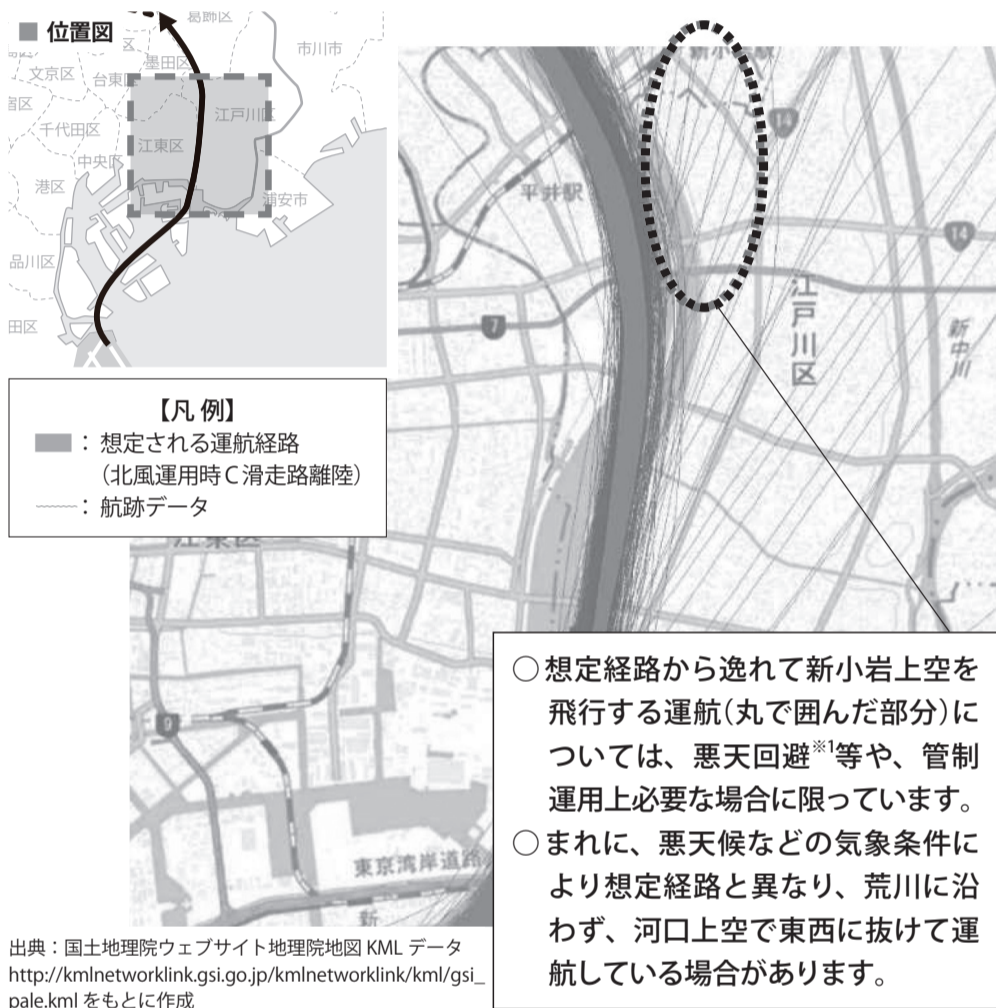 ■ 位置図
葛飾区
市川市
区
墨田区
文京区
台東区
宿区
江戸川区
千代田区
江東区
中央区
港区
浦安市
品川区
田区
【凡 例】
：想定される運航経路
（北風運用時C滑走路離陸）
：航跡データ
平井駅
14
14
7
江戸川区
新中川
江東区
9
東京湾岸道路
新
○ 想定経路から逸れて新小岩上空を
飛行する運航（丸で囲んだ部分）に
ついては、悪天回避※1等や、管制
運用上必要な場合に限っています。
○ まれに、悪天候などの気象条件に
より想定経路と異なり、荒川に沿
わず、河口上空で東西に抜けて運
航している場合があります。
出典：国土地理院ウェブサイト地理院地図 KML データ
http://kmlnetworklink.gsi.go.jp/kmlnetworklink/kml/gsi_
pale.kml をもとに作成